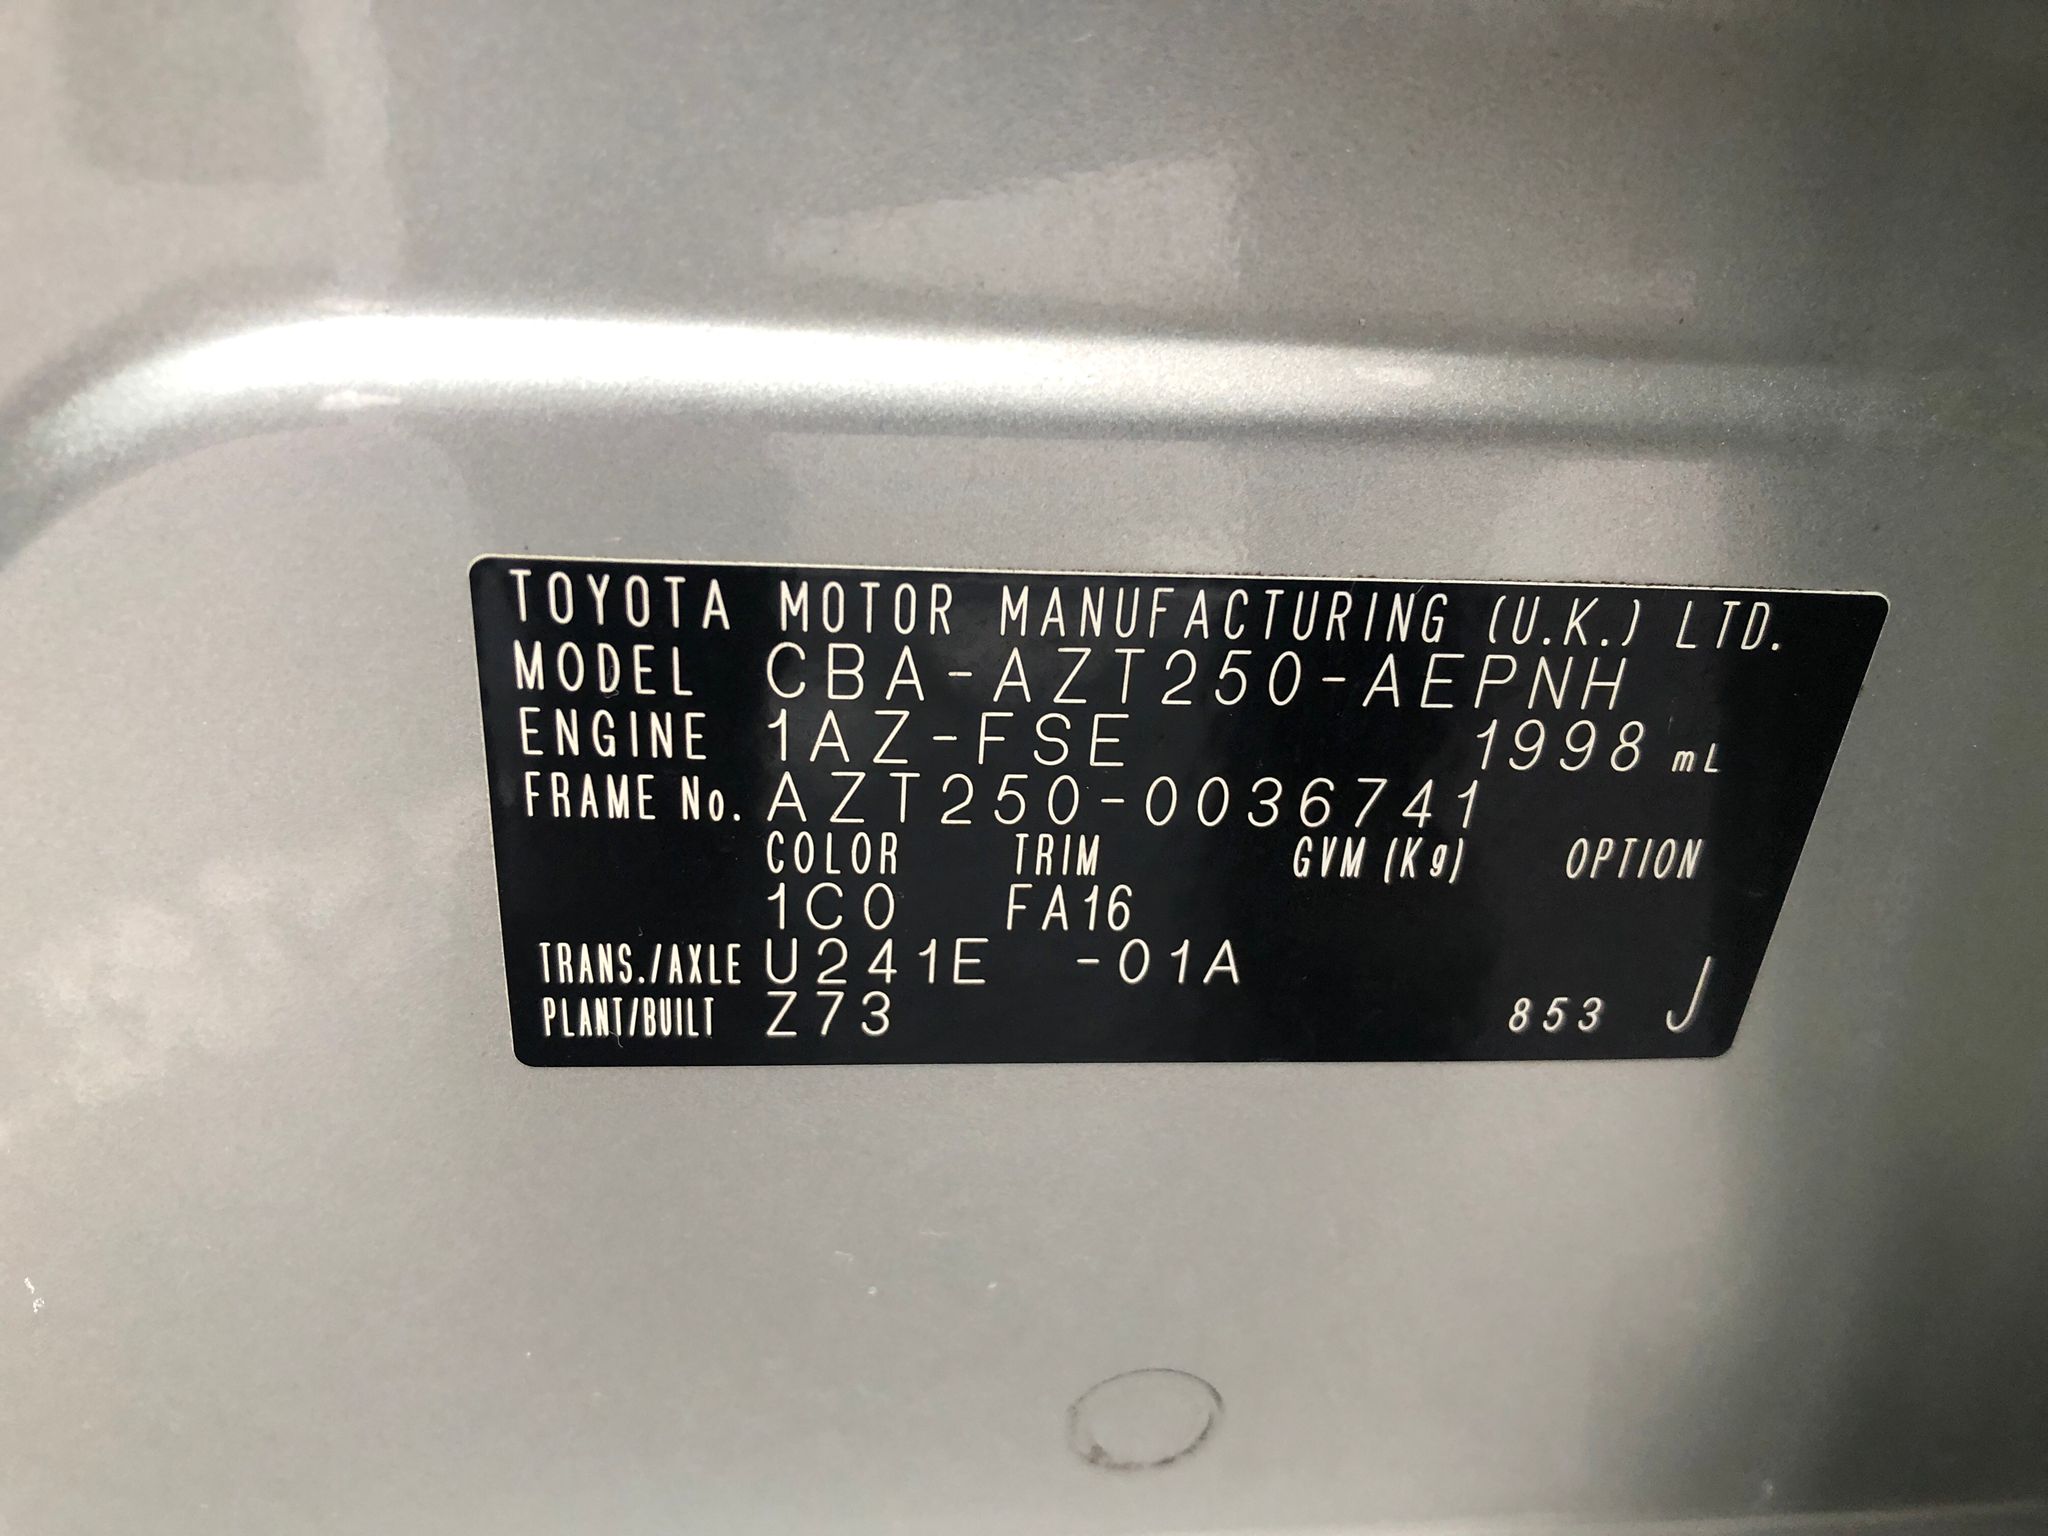 TOYOTA MOTOR MANUFACTURING (U.K.) LTD.
MODEL CBA-AZT250-AEPNH
ENGINE 1AZ-FSE 1998 mL
FRAME No. AZT250-0036741
COLOR TRIM GVM (Kg) OPTION
1C0 FA16
TRANS./AXLE U241E -01A
PLANT/BUILT Z73 853 J